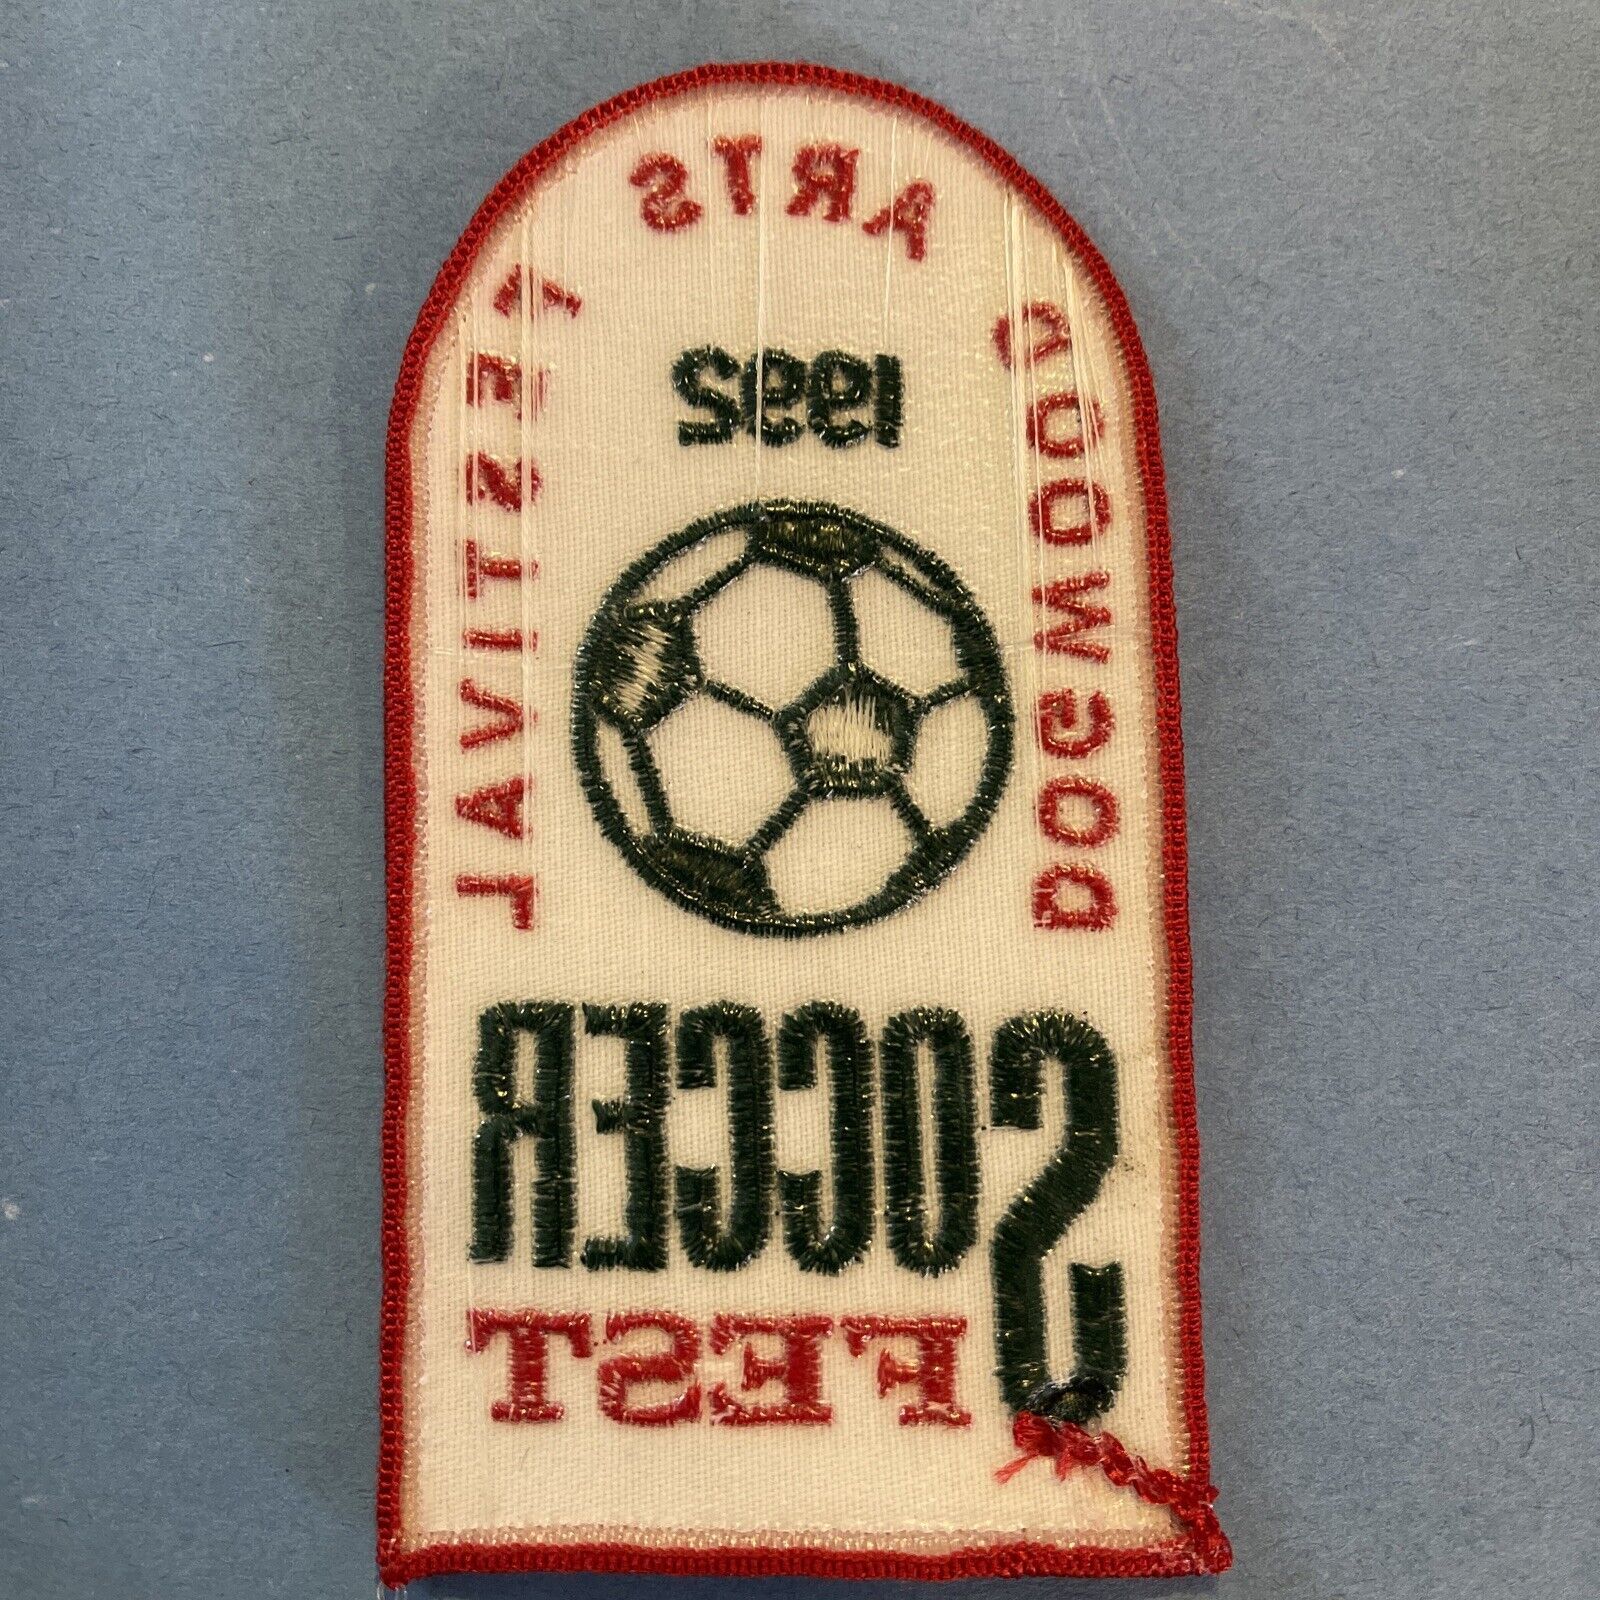 DOGWOOD ARTS FESTIVAL
1992
SOCCER
FEST